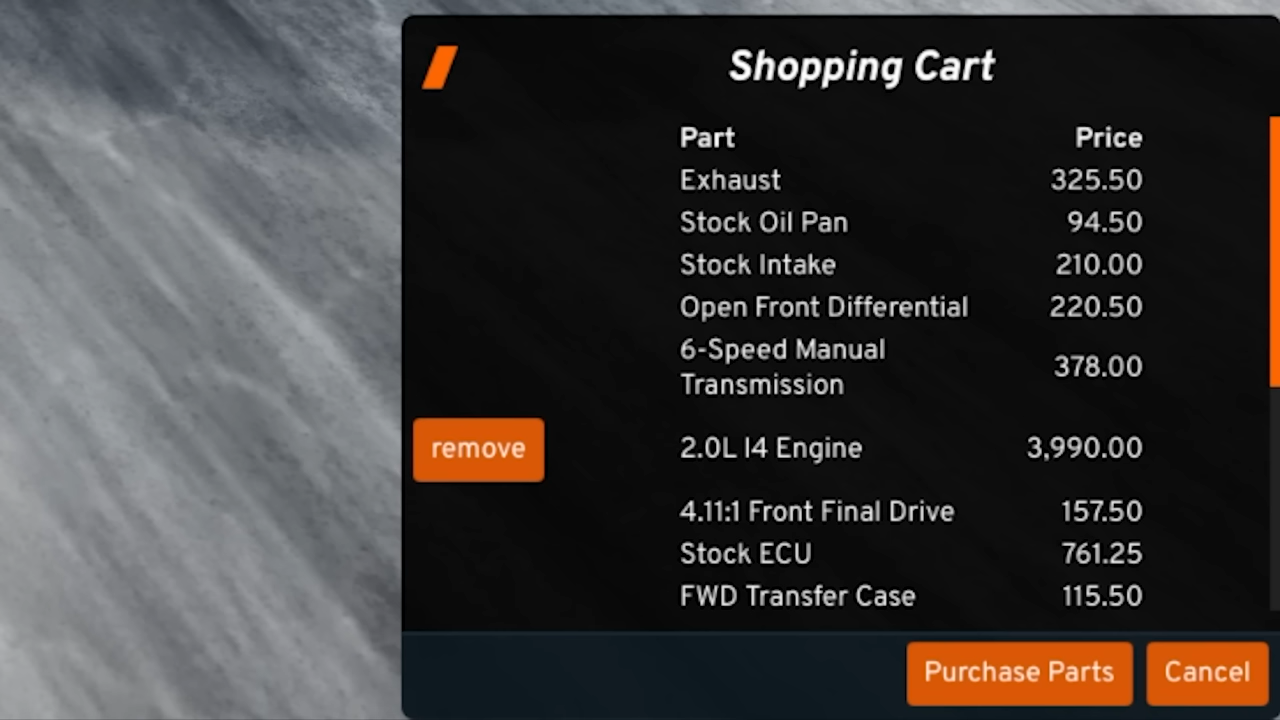 Shopping Cart
Part Price
Exhaust 325.50
Stock Oil Pan 94.50
Stock Intake 210.00
Open Front Differential 220.50
6-Speed Manual
Transmission 378.00
remove 2.0L I4 Engine 3,990.00
4.11:1 Front Final Drive 157.50
Stock ECU 761.25
FWD Transfer Case 115.50
Purchase Parts Cancel